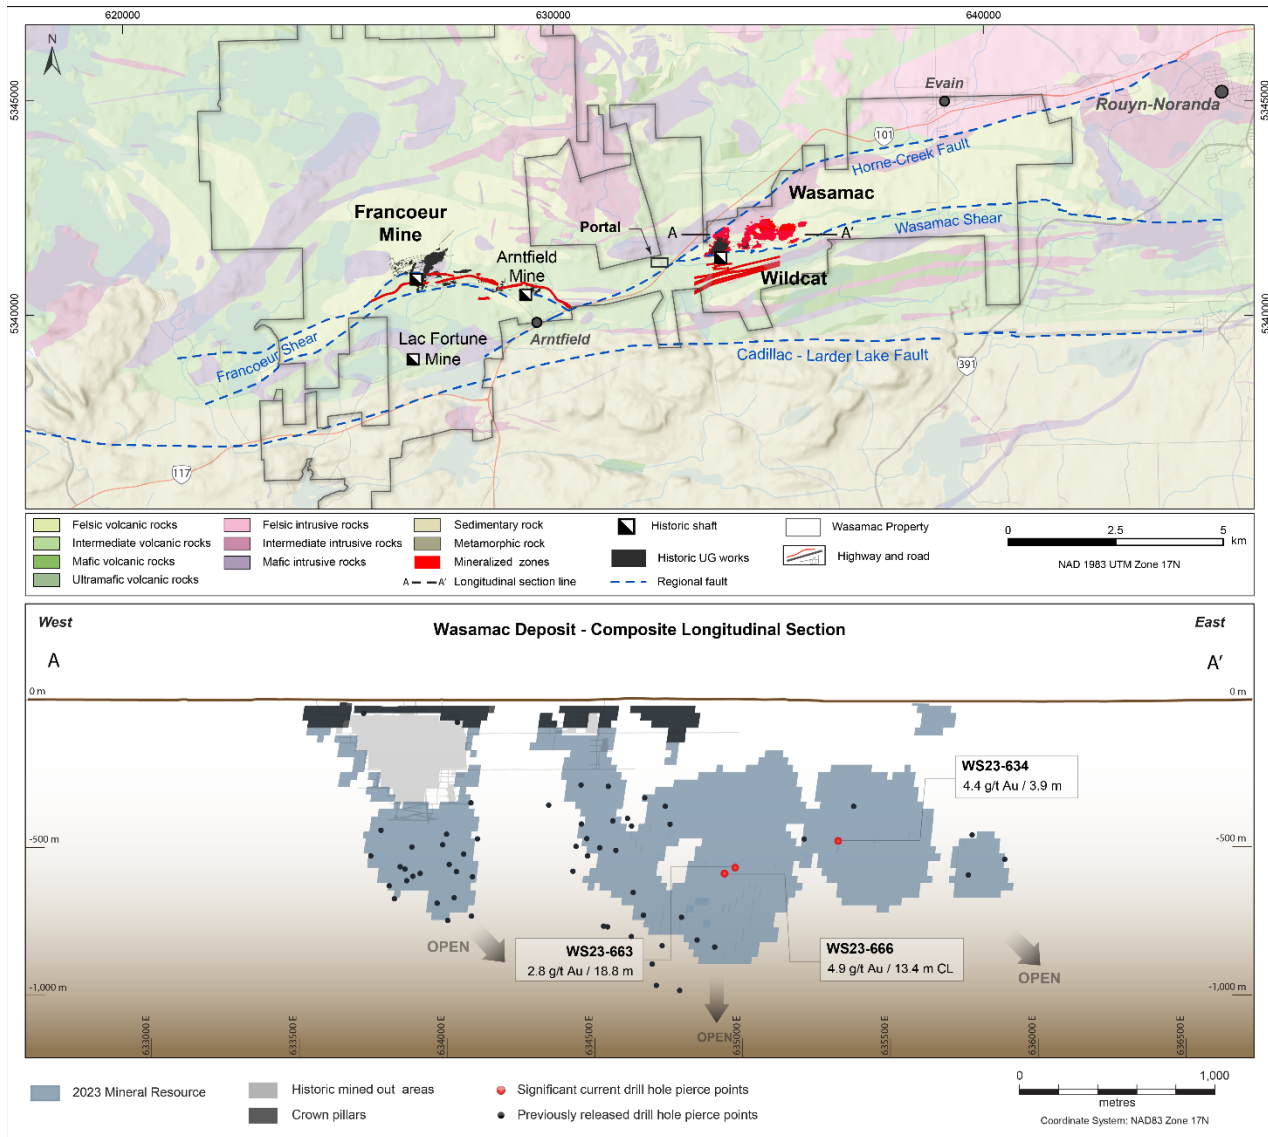 620000
630000
640000
N
5345000
5345000
5340000
5340000
Evain
Rouyn-Noranda
101
Horne-Creek Fault
Wasamac
Francoeur
Mine
Portal
A
A'
Wasamac Shear
Arntfield
Mine
Wildcat
Lac Fortune
Mine
Arntfield
Francoeur Shear
Cadillac - Larder Lake Fault
391
117
Felsic volcanic rocks
Intermediate volcanic rocks
Mafic volcanic rocks
Ultramafic volcanic rocks
Felsic intrusive rocks
Intermediate intrusive rocks
Mafic intrusive rocks
Sedimentary rock
Metamorphic rock
Mineralized zones
A A' Longitudinal section line
Historic shaft
Historic UG works
Regional fault
Wasamac Property
Highway and road
0 2.5 5
km
NAD 1983 UTM Zone 17N
West
Wasamac Deposit - Composite Longitudinal Section
East
A
A'
0 m
0 m
WS23-634
4.4 g/t Au / 3.9 m
-500 m
-500 m
OPEN
WS23-663
2.8 g/t Au / 18.8 m
WS23-666
4.9 g/t Au / 13.4 m CL
OPEN
-1,000 m
-1,000 m
OPEN
633000 E
633500 E
634000 E
634500 E
635000 E
635500 E
636000 E
636500 E
2023 Mineral Resource
Historic mined out areas
Crown pillars
Significant current drill hole pierce points
Previously released drill hole pierce points
0 1,000
metres
Coordinate System: NAD83 Zone 17N